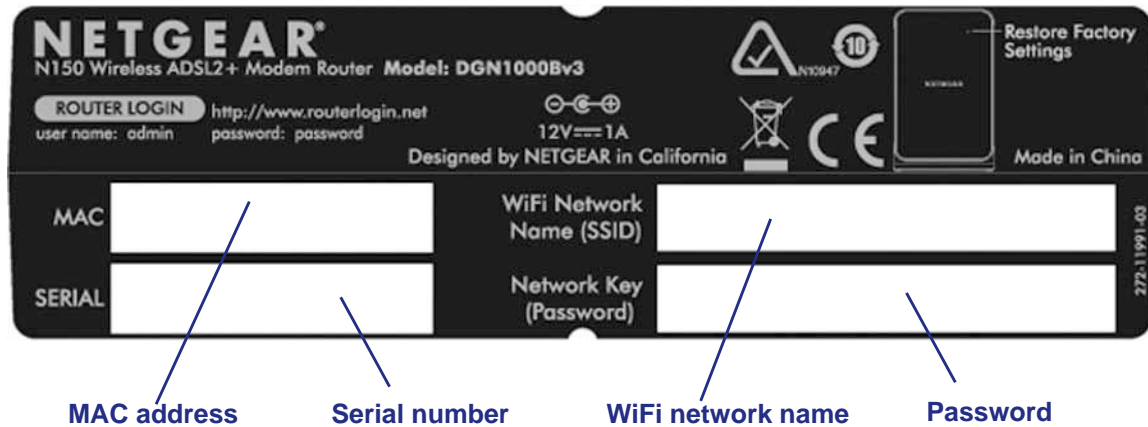 NETGEAR®
N150 Wireless ADSL2+ Modem Router Model: DGN1000Bv3
ROUTER LOGIN http://www.routerlogin.net
user name: admin password: password
12V⎓1A
Designed by NETGEAR in California
N10947
10
CE
NETGEAR
Restore Factory
Settings
Made in China
MAC
SERIAL
WiFi Network
Name (SSID)
Network Key
(Password)
272-11991-03
MAC address
Serial number
WiFi network name
Password